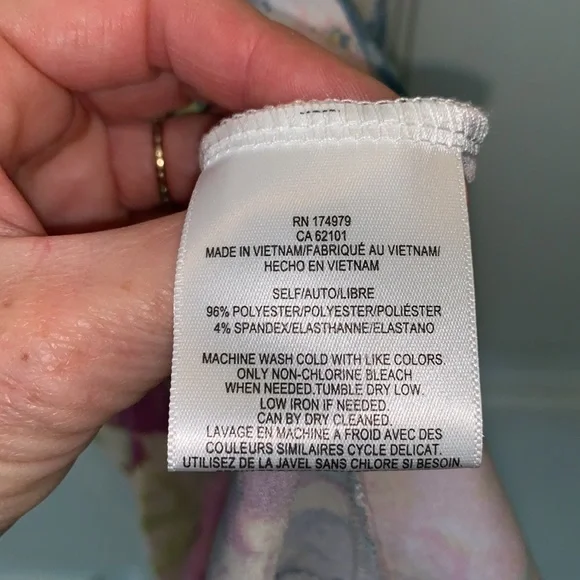 RN 174979
CA 62101
MADE IN VIETNAM/FABRIQUÉ AU VIETNAM/
HECHO EN VIETNAM
SELF/AUTO/LIBRE
96% POLYESTER/POLYESTER/POLIÉSTER
4% SPANDEX/ELASTHANNE/ELASTANO
MACHINE WASH COLD WITH LIKE COLORS.
ONLY NON-CHLORINE BLEACH
WHEN NEEDED.TUMBLE DRY LOW.
LOW IRON IF NEEDED.
CAN BY DRY CLEANED.
LAVAGE EN MACHINE A FROID AVEC DES
COULEURS SIMILAIRES CYCLE DELICAT.
UTILISEZ DE LA JAVEL SANS CHLORE SI BESOIN.